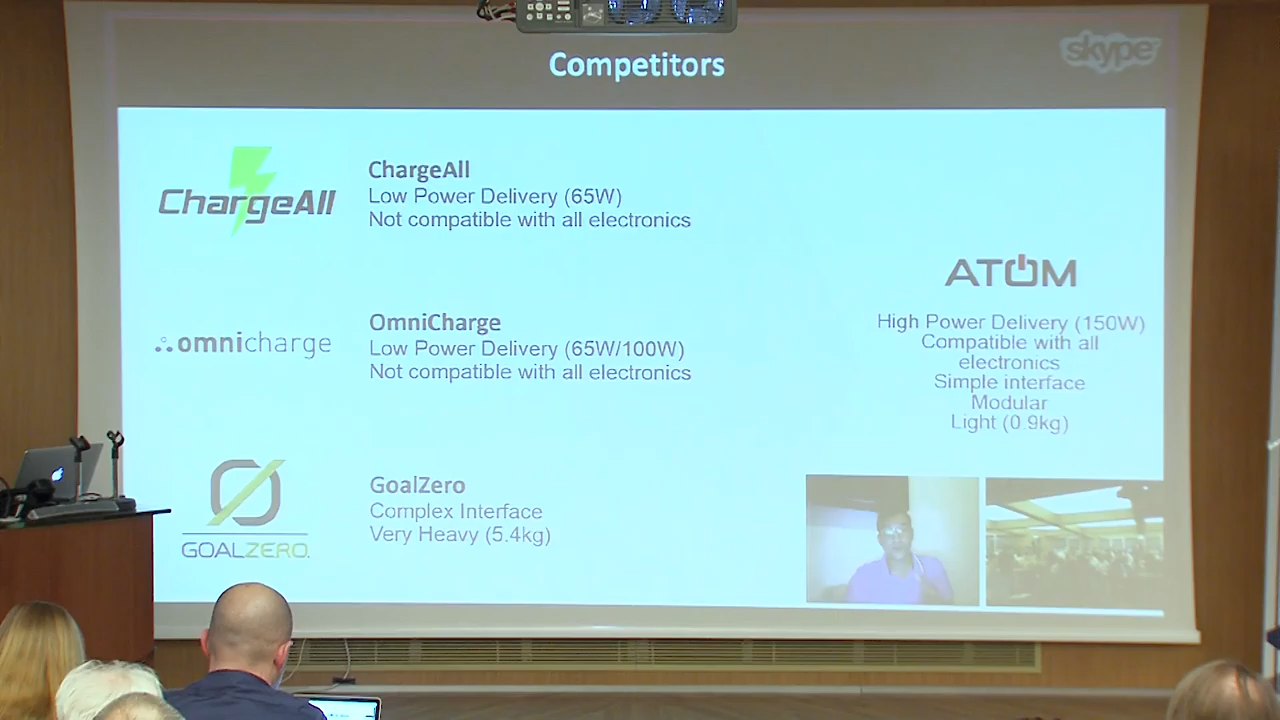 Competitors
skype
ChargeAll
ChargeAll
Low Power Delivery (65W)
Not compatible with all electronics
omnicharge
OmniCharge
Low Power Delivery (65W/100W)
Not compatible with all electronics
GOALZERO.
GoalZero
Complex Interface
Very Heavy (5.4kg)
ATOM
High Power Delivery (150W)
Compatible with all
electronics
Simple interface
Modular
Light (0.9kg)